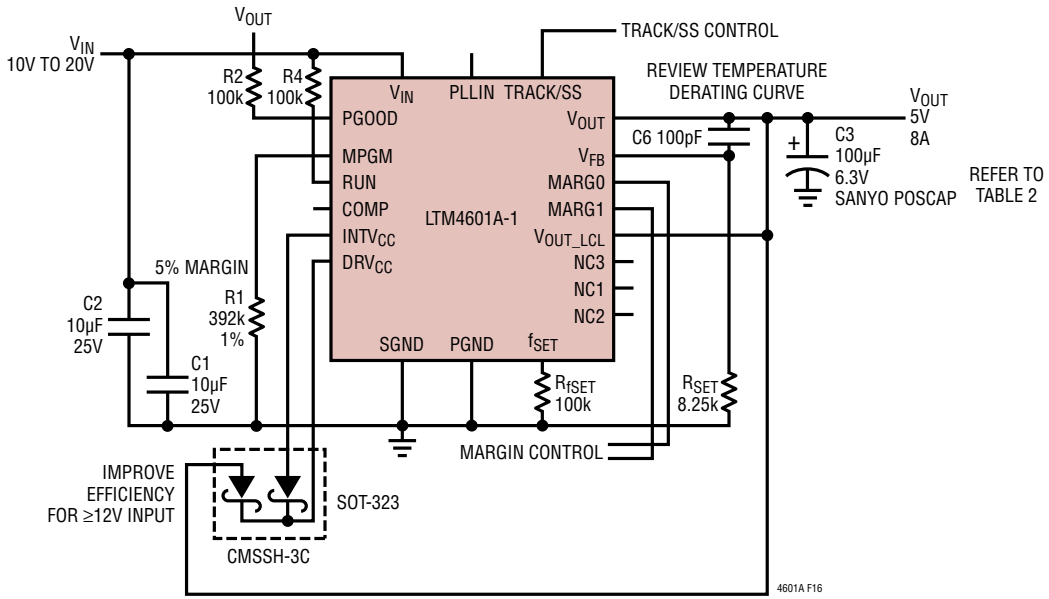 VOUT
VIN
10V TO 20V
TRACK/SS CONTROL
R2
100k
R4
100k
REVIEW TEMPERATURE
DERATING CURVE
VIN
PLLIN
TRACK/SS
PGOOD
MPGM
RUN
COMP
INTVCC
DRVCC
LTM4601A-1
VOUT
VFB
MARG0
MARG1
VOUT_LCL
NC3
NC1
NC2
SGND
PGND
fSET
C6 100pF
VOUT
5V
8A
+
C3
100µF
6.3V
SANYO POSCAP
REFER TO
TABLE 2
5% MARGIN
R1
392k
1%
C2
10µF
25V
C1
10µF
25V
RfSET
100k
RSET
8.25k
MARGIN CONTROL
IMPROVE
EFFICIENCY
FOR ≥12V INPUT
SOT-323
CMSSH-3C
4601A F16